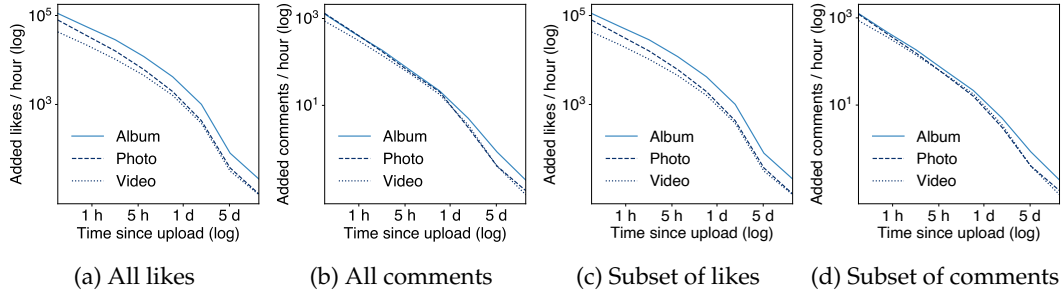 Added likes / hour (log)
10^5
10^3
Album
Photo
Video
1 h 5 h 1 d 5 d
Time since upload (log)
(a) All likes
Added comments / hour (log)
10^3
10^1
Album
Photo
Video
1 h 5 h 1 d 5 d
Time since upload (log)
(b) All comments
Added likes / hour (log)
10^5
10^3
Album
Photo
Video
1 h 5 h 1 d 5 d
Time since upload (log)
(c) Subset of likes
Added comments / hour (log)
10^3
10^1
Album
Photo
Video
1 h 5 h 1 d 5 d
Time since upload (log)
(d) Subset of comments